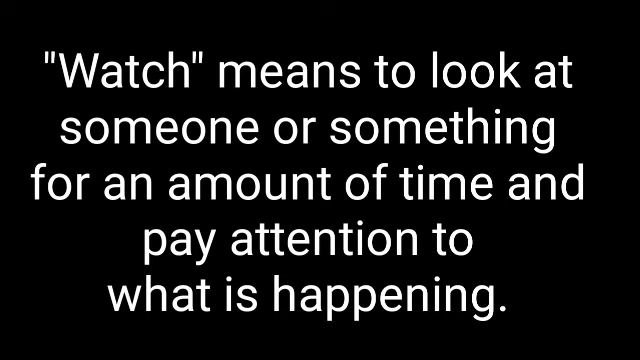 "Watch" means to look at
someone or something
for an amount of time and
pay attention to
what is happening.